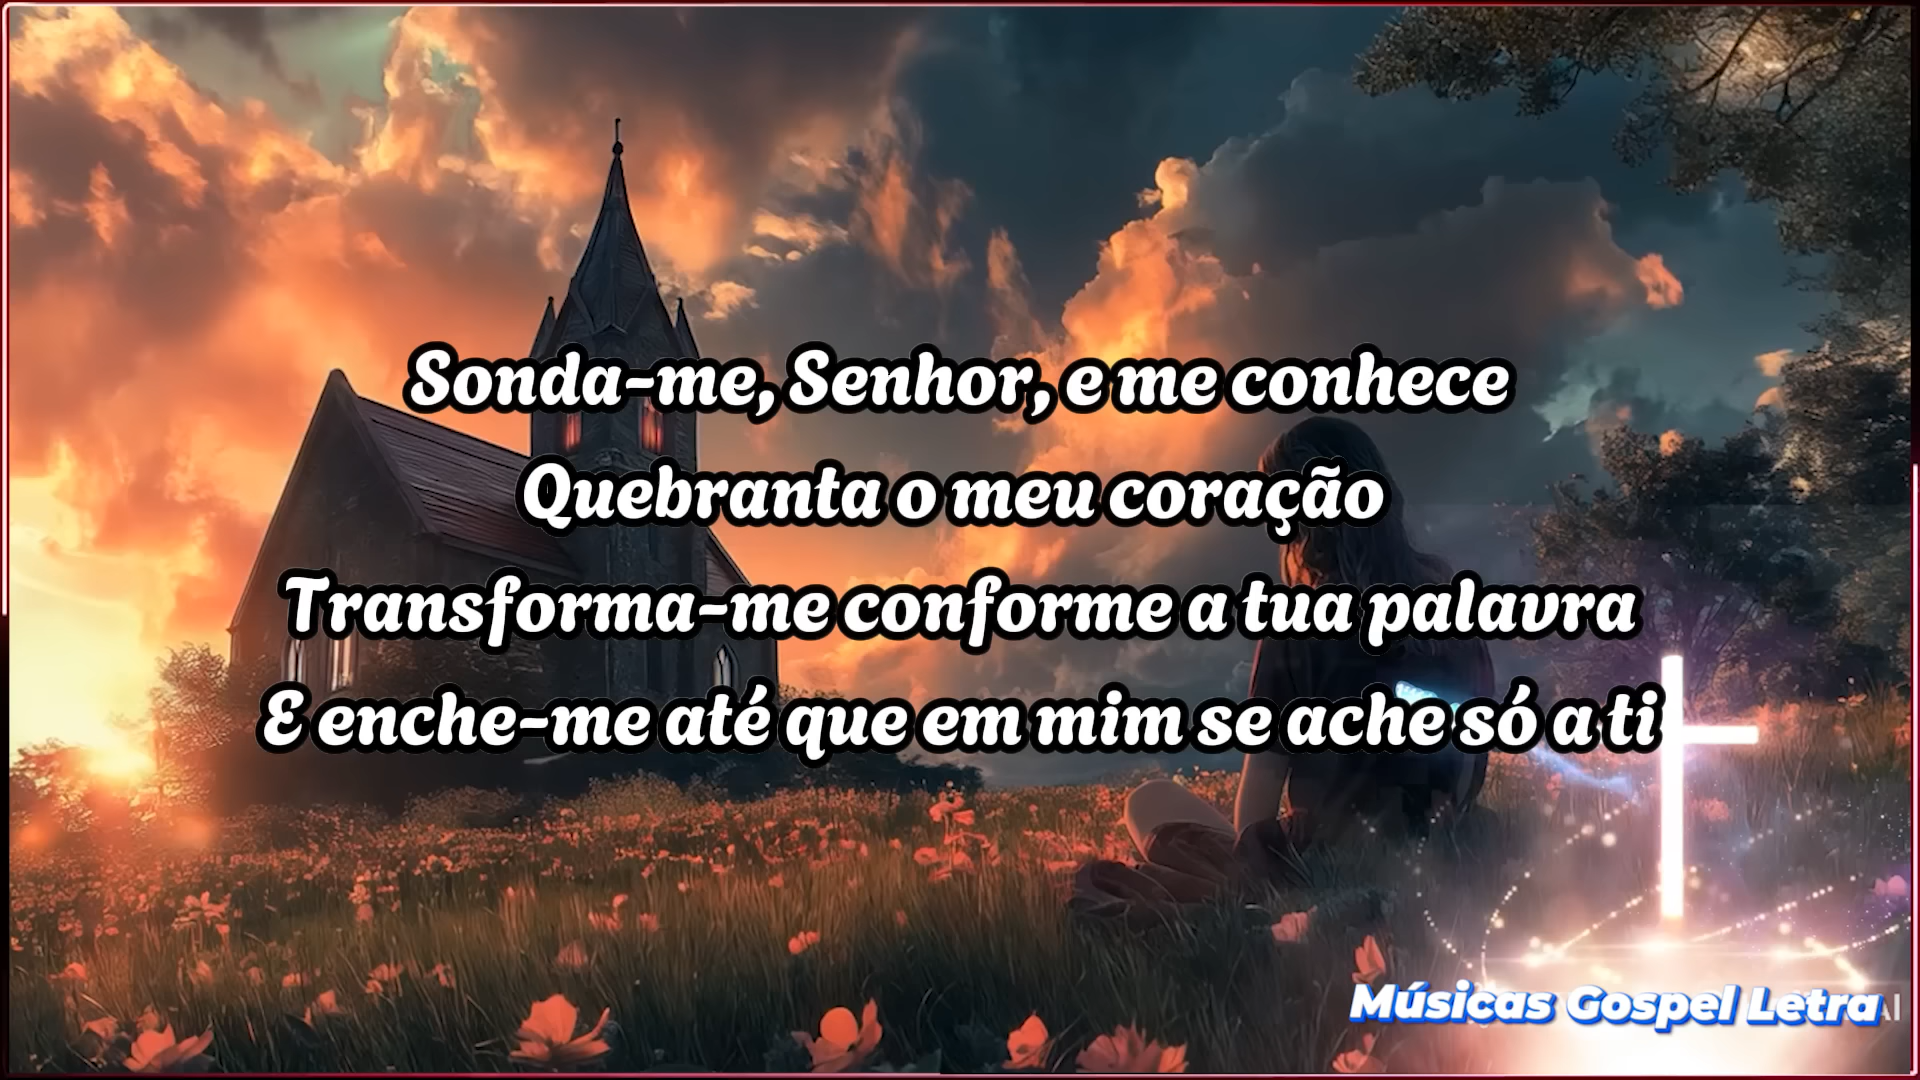 Sonda-me, Senhor, e me conhece
Quebranta o meu coração
Transforma-me conforme a tua palavra
E enche-me até que em mim se ache só a ti
Músicas Gospel Letra
AI